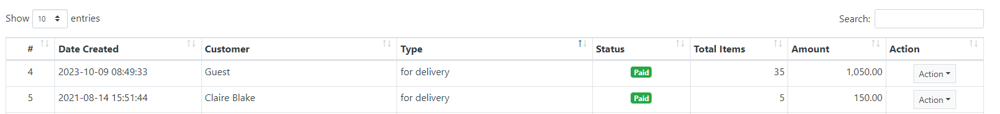 Show 10 entries Search:
# Date Created Customer Type Status Total Items Amount Action
4 2023-10-09 08:49:33 Guest for delivery Paid 35 1,050.00 Action
5 2021-08-14 15:51:44 Claire Blake for delivery Paid 5 150.00 Action